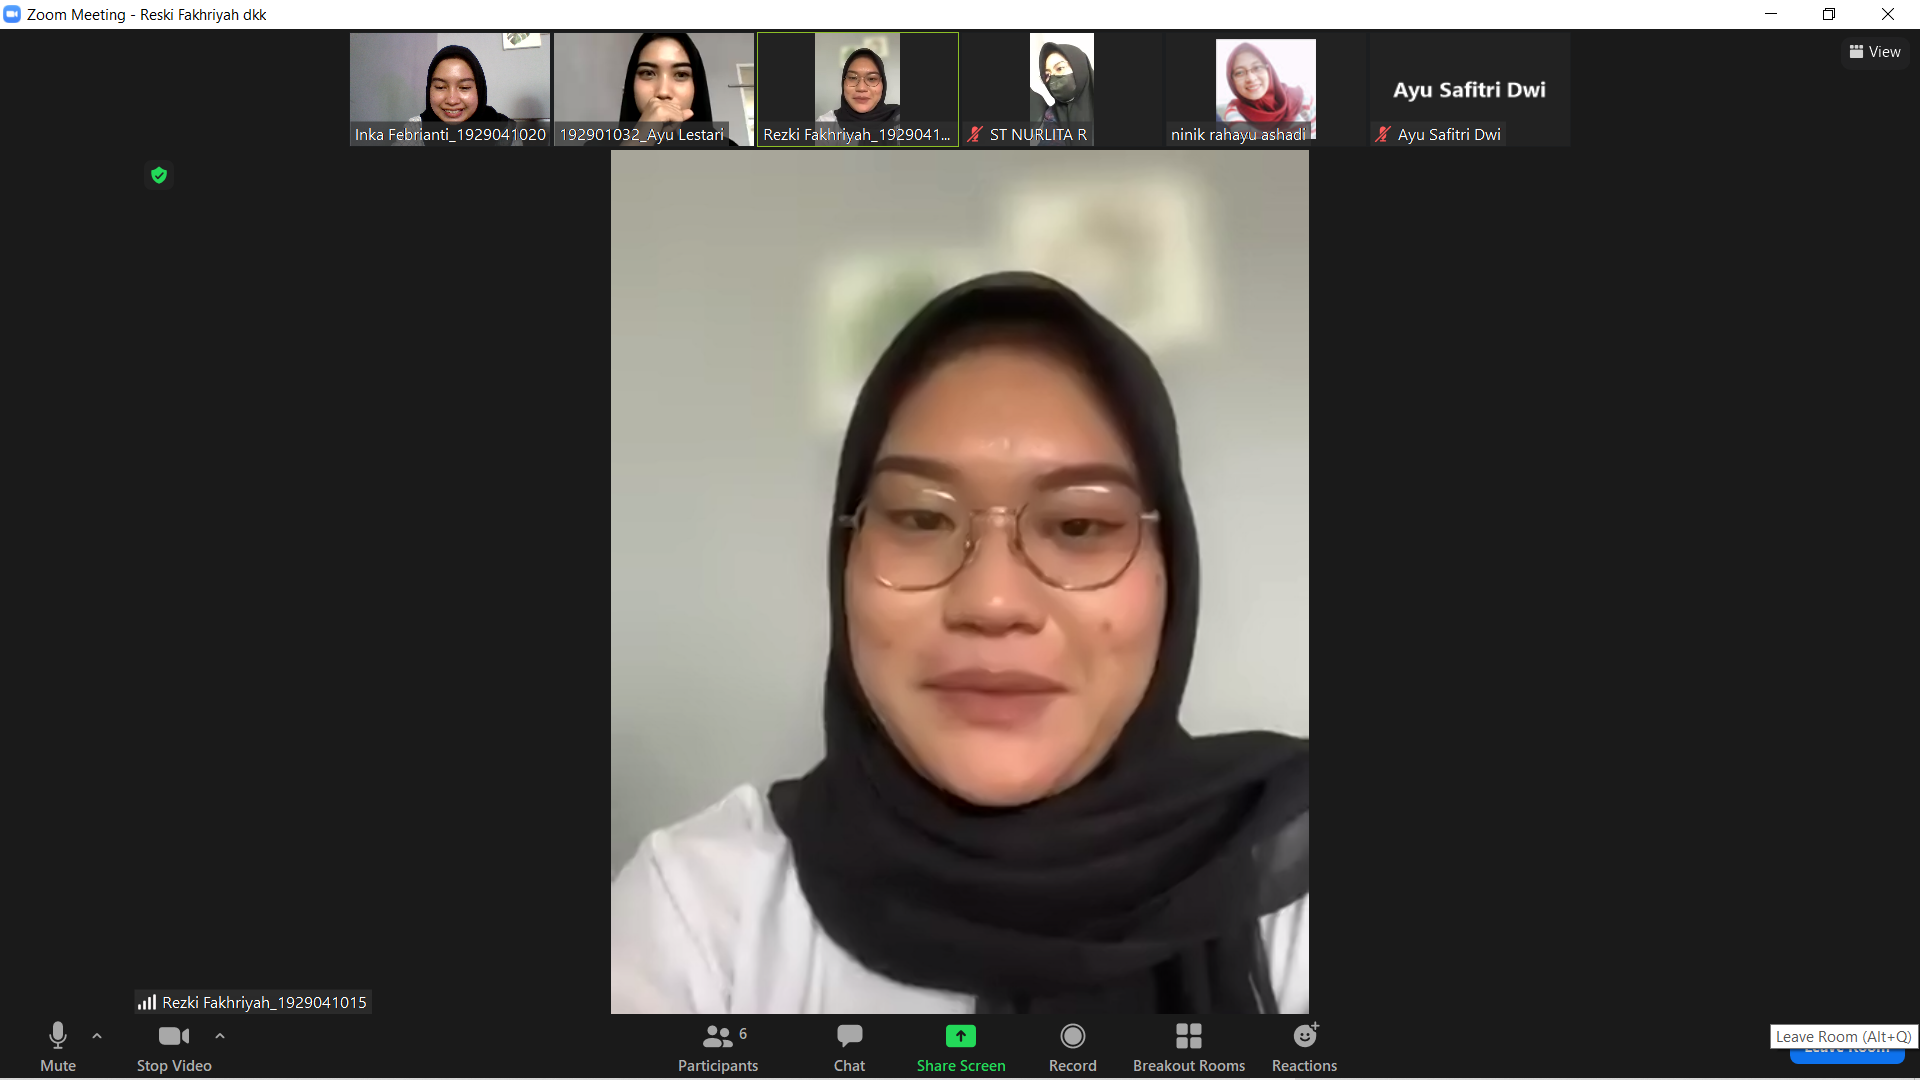 Zoom Meeting - Reski Fakhriyah dkk
View
Inka Febrianti_1929041020
192901032_Ayu Lestari
Rezki Fakhriyah_1929041...
ST NURLITA R
ninik rahayu ashadi
Ayu Safitri Dwi
Ayu Safitri Dwi
Rezki Fakhriyah_1929041015
Mute
Stop Video
6
Participants
Chat
Share Screen
Record
Breakout Rooms
Reactions
Leave Room (Alt+Q)
Leave Room